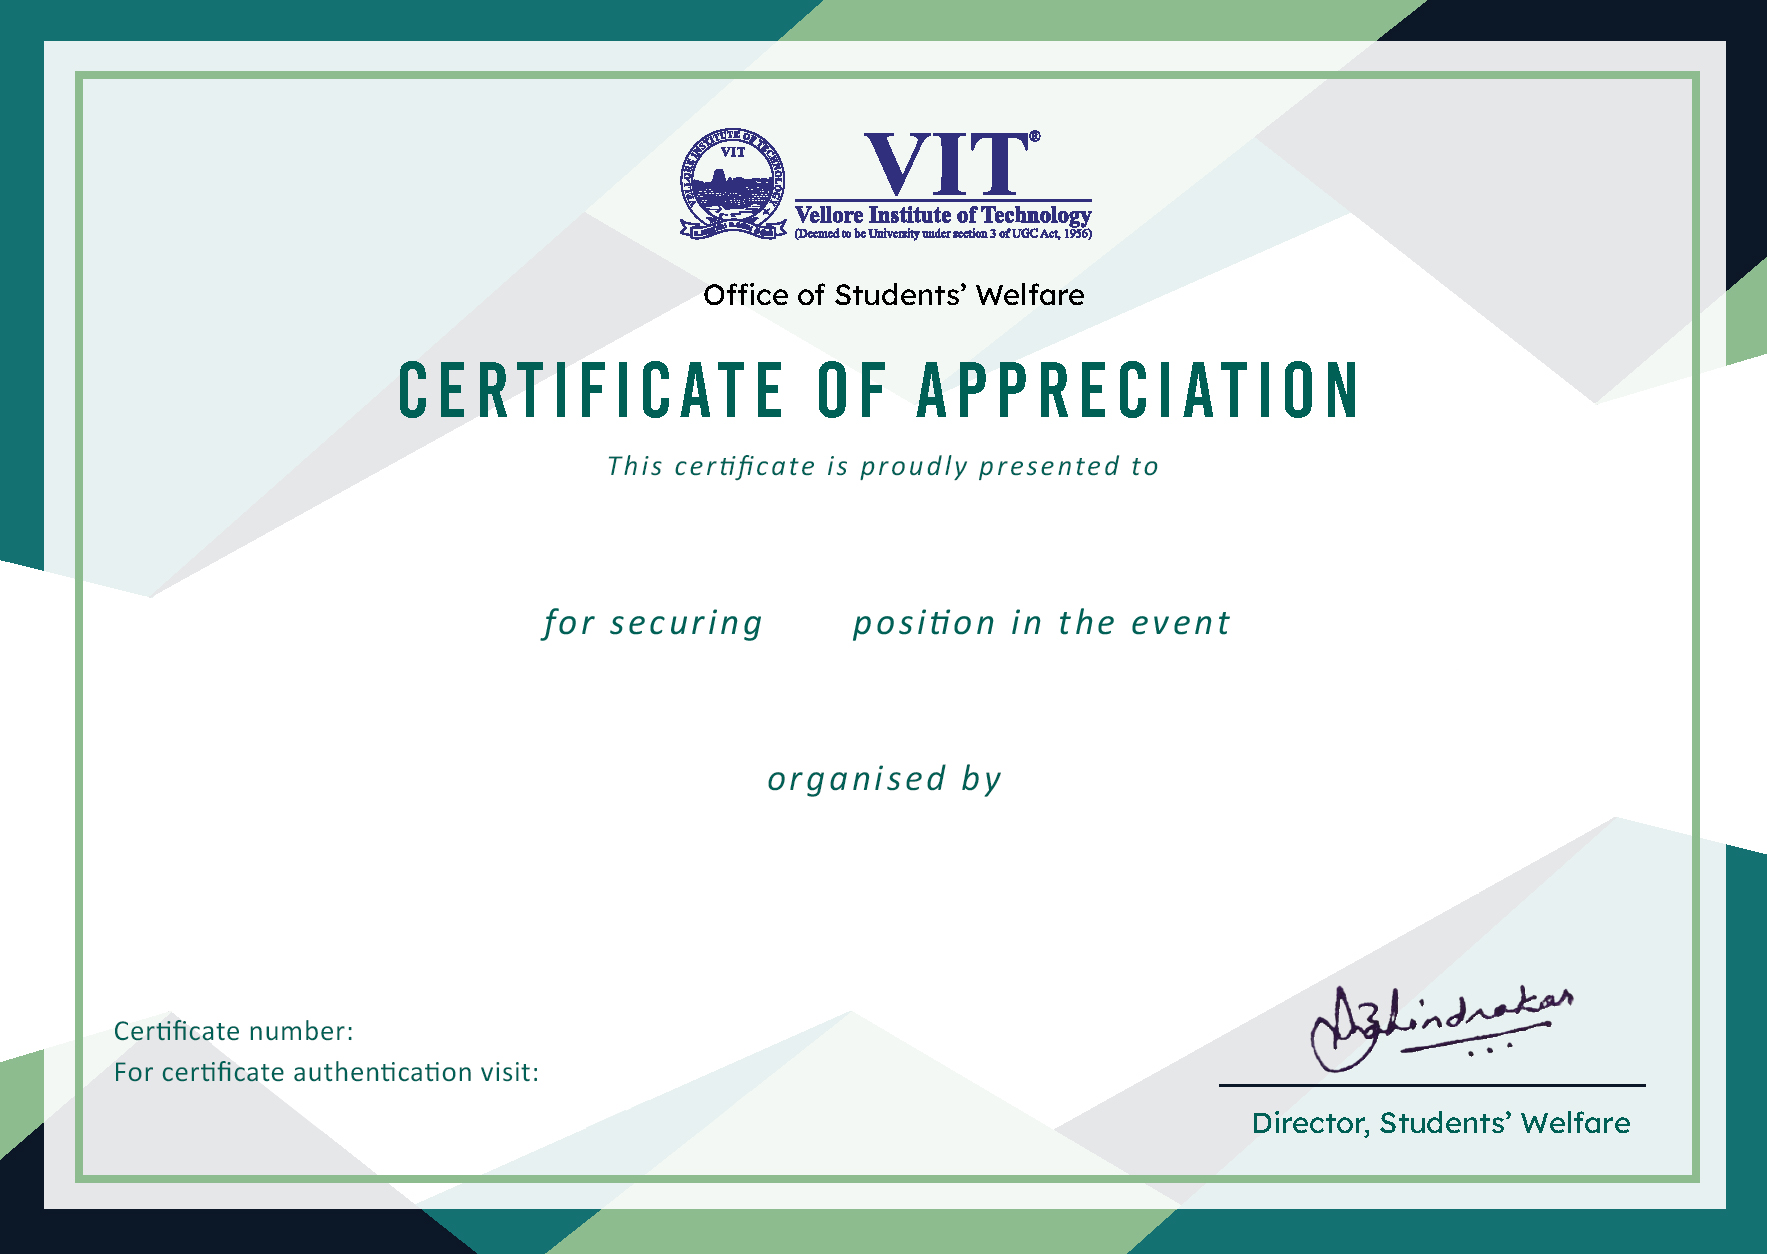 VELLORE INSTITUTE OF TECHNOLOGY
VIT
VIT®
Vellore Institute of Technology
(Deemed to be University under section 3 of UGC Act, 1956)
Office of Students’ Welfare
CERTIFICATE OF APPRECIATION
This certificate is proudly presented to
for securing position in the event
organised by
Certificate number:
For certificate authentication visit:
Director, Students’ Welfare